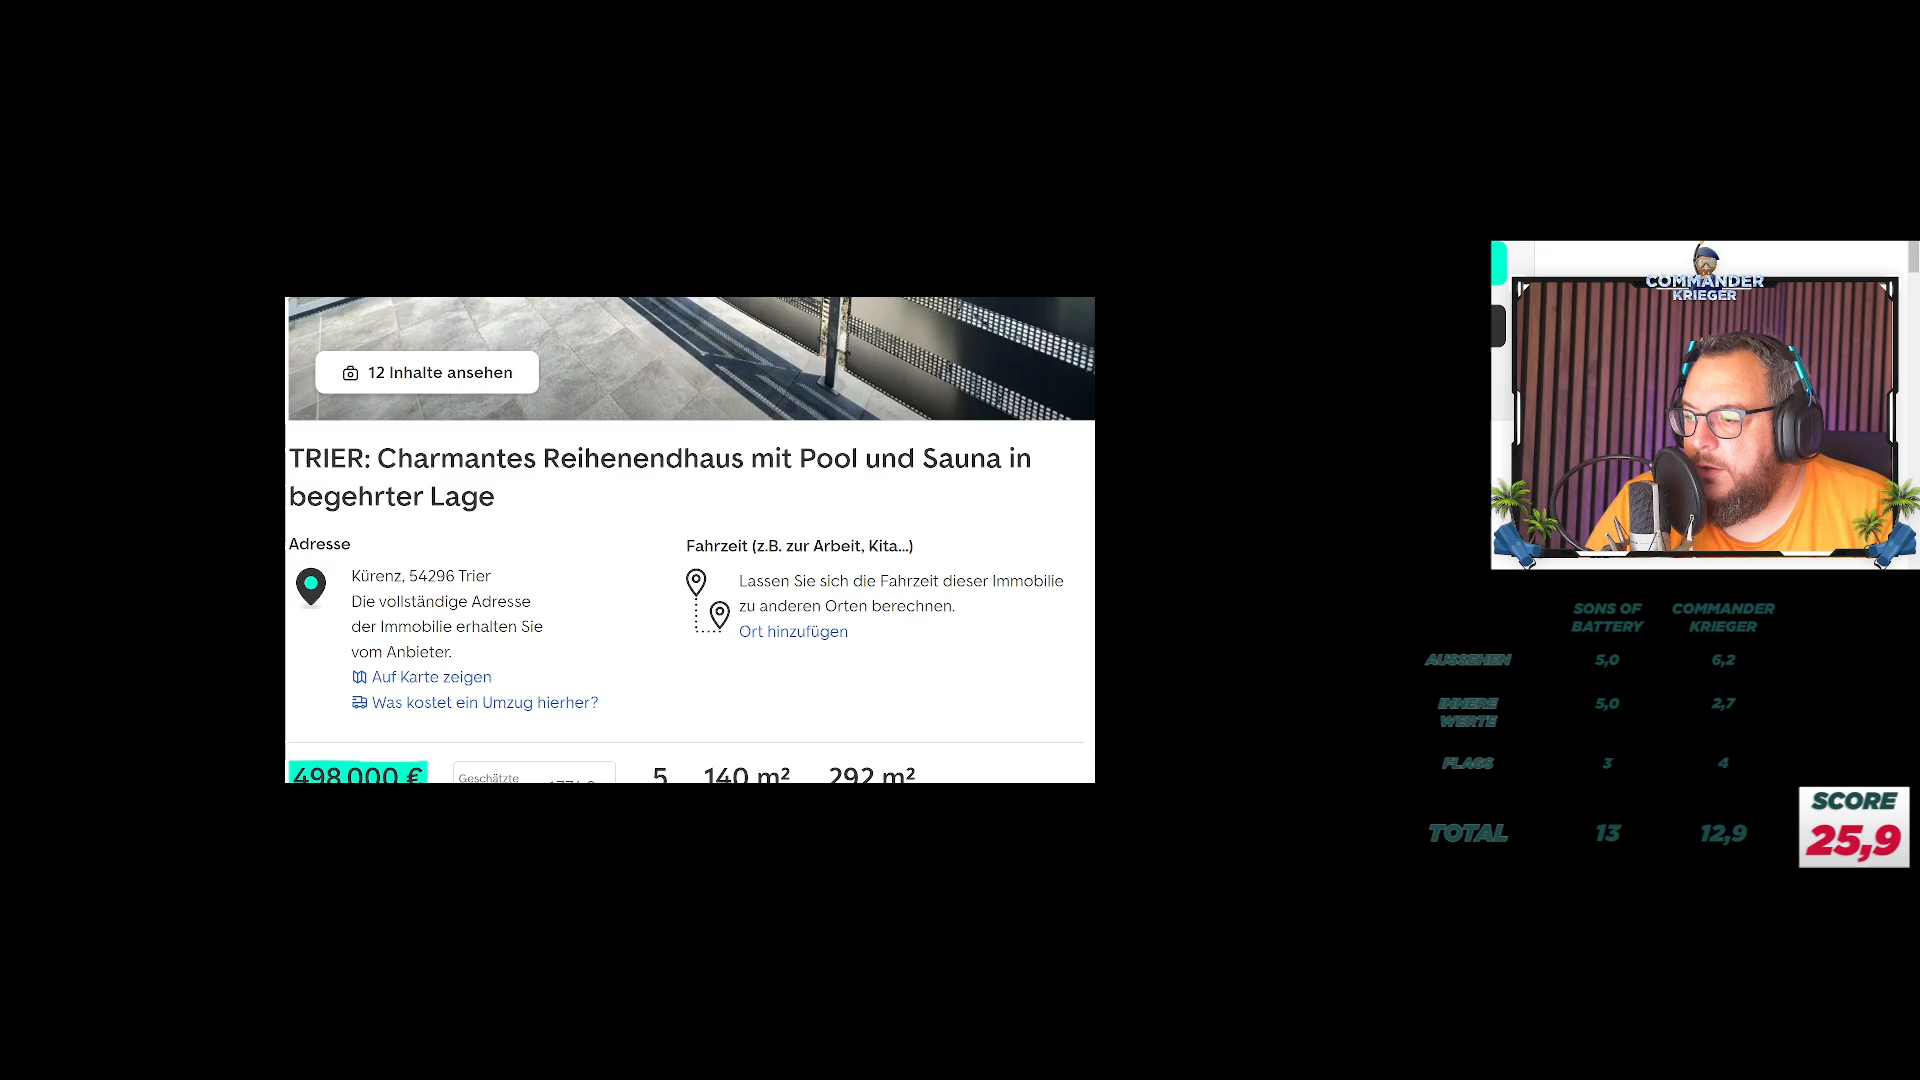 12 Inhalte ansehen
TRIER: Charmantes Reihenendhaus mit Pool und Sauna in
begehrter Lage
Adresse
Kürenz, 54296 Trier
Die vollständige Adresse
der Immobilie erhalten Sie
vom Anbieter.
Auf Karte zeigen
Was kostet ein Umzug hierher?
Fahrzeit (z.B. zur Arbeit, Kita...)
Lassen Sie sich die Fahrzeit dieser Immobilie
zu anderen Orten berechnen.
Ort hinzufügen
498 000 €
Geschätzte
5
140 m²
292 m²
COMMANDER
KRIEGER
SONS OF
BATTERY
COMMANDER
KRIEGER
AUSSEHEN 5,0 6,2
INNERE
WERTE
5,0 2,7
FLAGS 3 4
TOTAL 13 12,9
SCORE
25,9